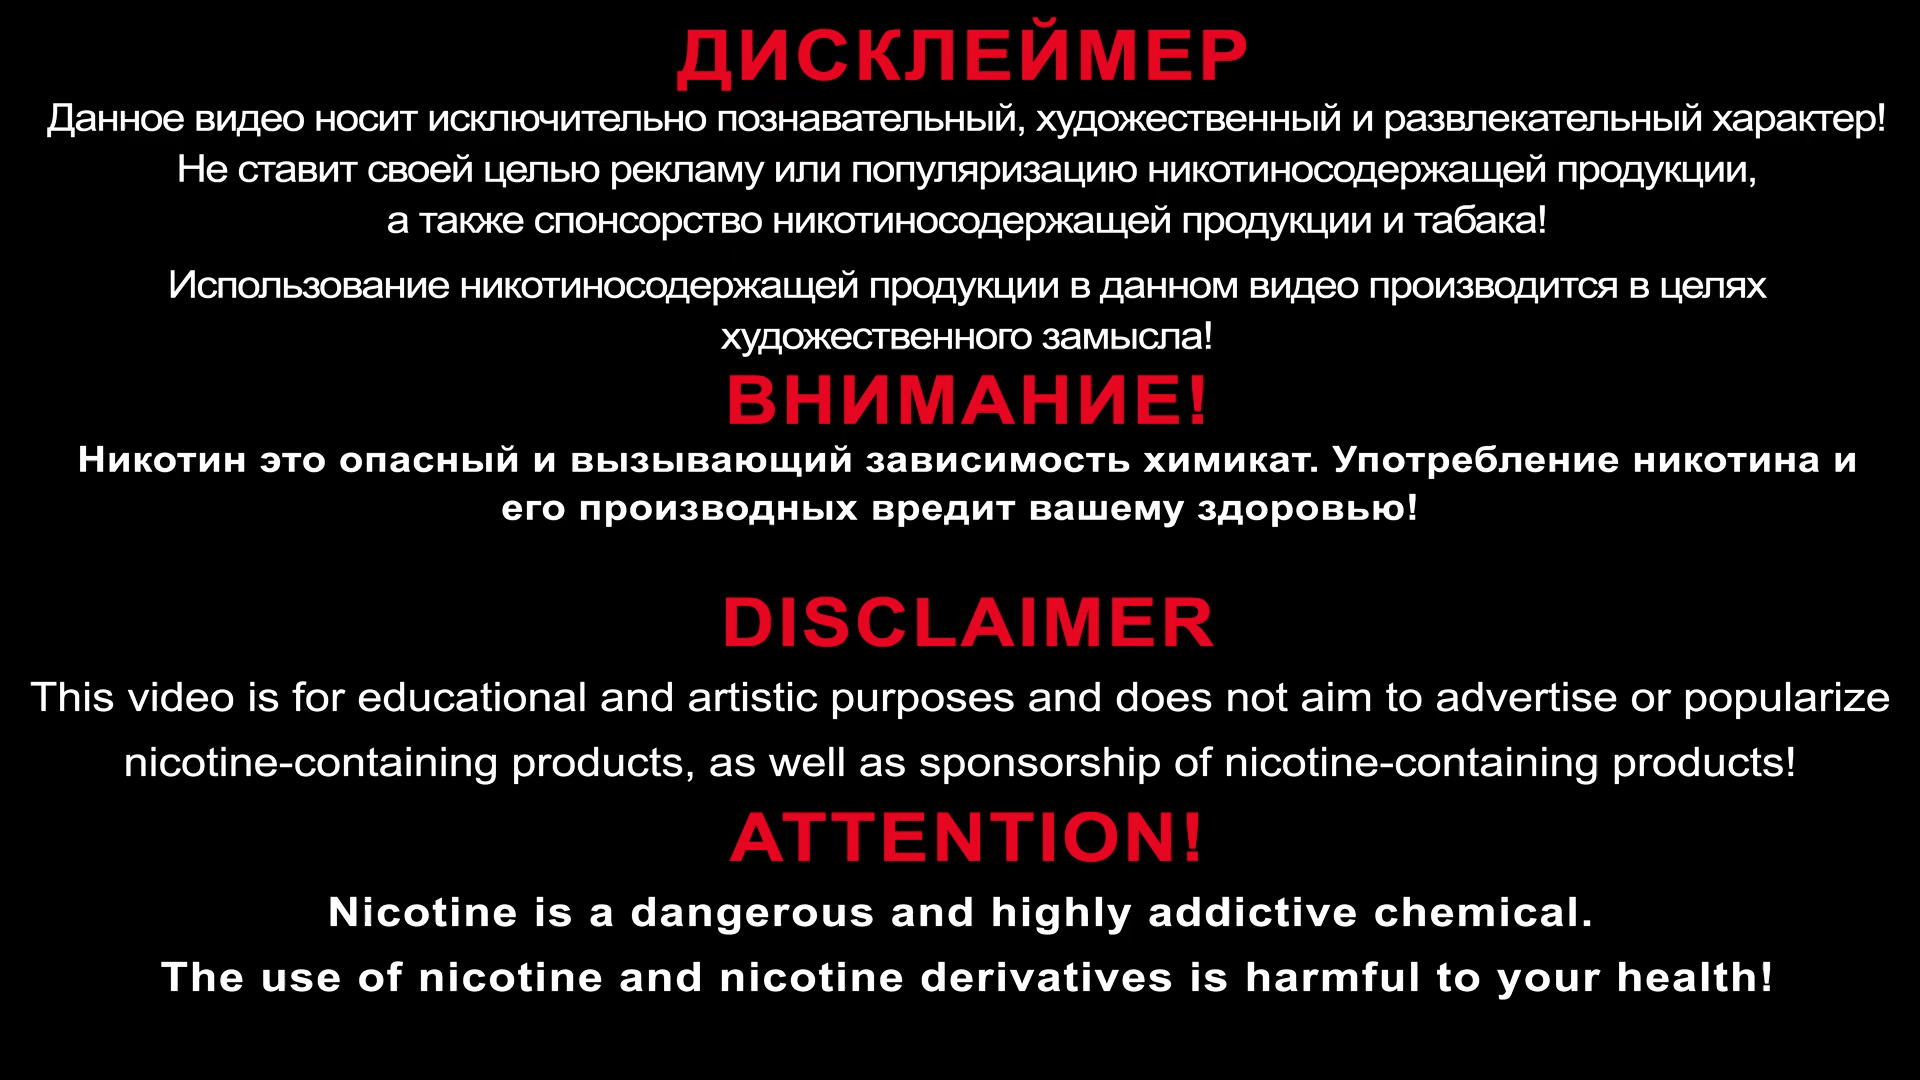 ДИСКЛЕЙМЕР
Данное видео носит исключительно познавательный, художественный и развлекательный характер!
Не ставит своей целью рекламу или популяризацию никотиносодержащей продукции,
а также спонсорство никотиносодержащей продукции и табака!
Использование никотиносодержащей продукции в данном видео производится в целях
художественного замысла!
ВНИМАНИЕ!
Никотин это опасный и вызывающий зависимость химикат. Употребление никотина и
его производных вредит вашему здоровью!
DISCLAIMER
This video is for educational and artistic purposes and does not aim to advertise or popularize
nicotine-containing products, as well as sponsorship of nicotine-containing products!
ATTENTION!
Nicotine is a dangerous and highly addictive chemical.
The use of nicotine and nicotine derivatives is harmful to your health!